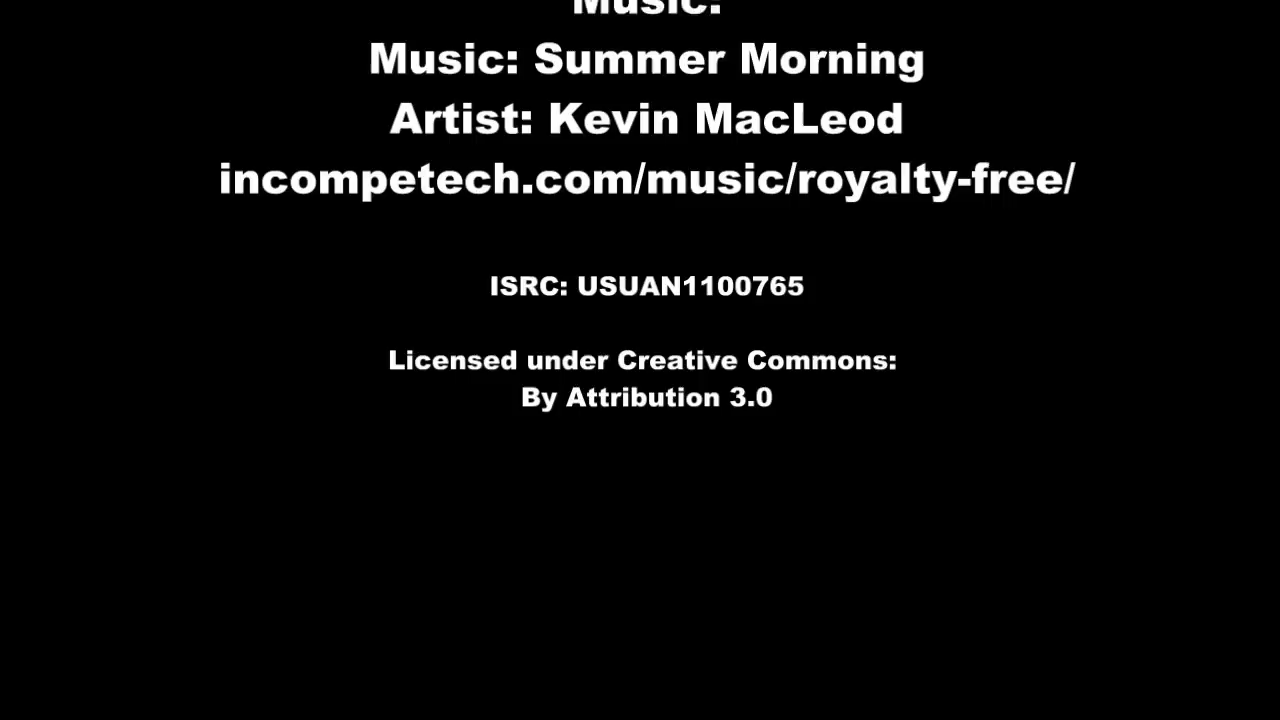 Music:
Music: Summer Morning
Artist: Kevin MacLeod
incompetech.com/music/royalty-free/
ISRC: USUAN1100765
Licensed under Creative Commons:
By Attribution 3.0